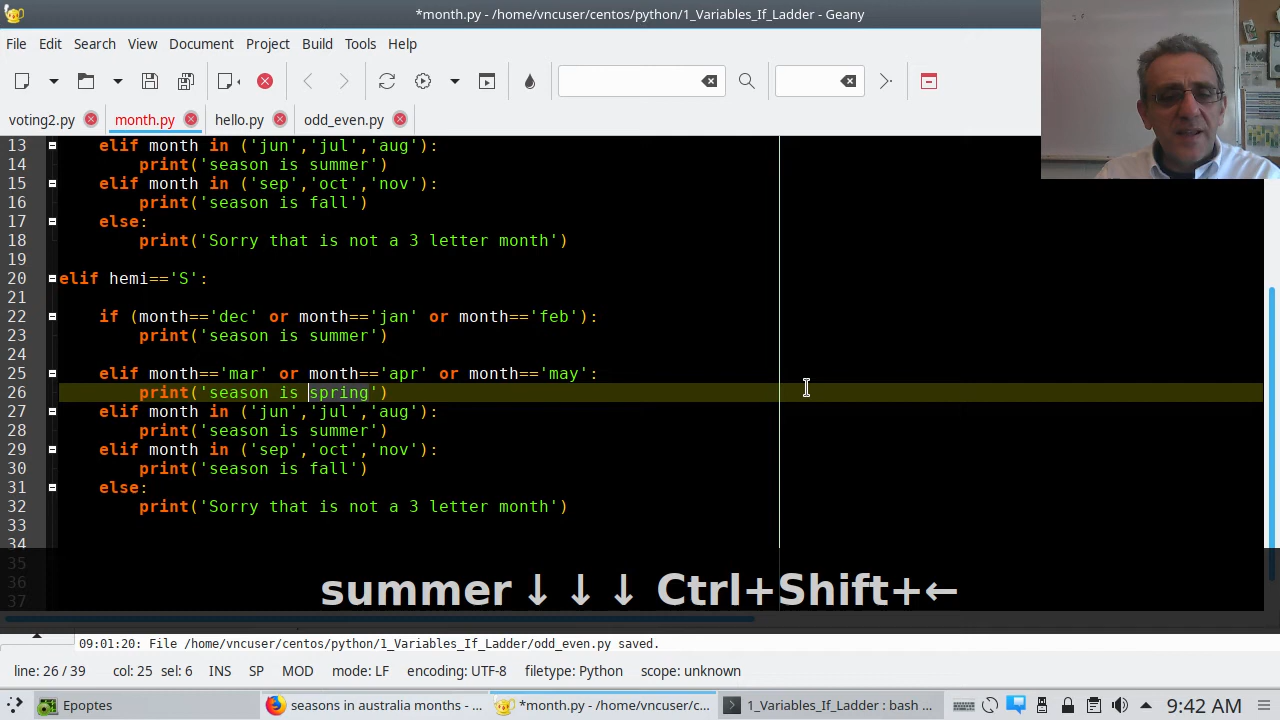 *month.py - /home/vncuser/centos/python/1_Variables_If_Ladder - Geany
File Edit Search View Document Project Build Tools Help
voting2.py month.py hello.py odd_even.py
13 elif month in ('jun','jul','aug'):
14 print('season is summer')
15 elif month in ('sep','oct','nov'):
16 print('season is fall')
17 else:
18 print('Sorry that is not a 3 letter month')
19
20 elif hemi=='S':
21
22 if (month=='dec' or month=='jan' or month=='feb'):
23 print('season is summer')
24
25 elif month=='mar' or month=='apr' or month=='may':
26 print('season is spring')
27 elif month in ('jun','jul','aug'):
28 print('season is summer')
29 elif month in ('sep','oct','nov'):
30 print('season is fall')
31 else:
32 print('Sorry that is not a 3 letter month')
33
34
35
36
37
summer ↓ ↓ ↓ Ctrl+Shift+←
09:01:20: File /home/vncuser/centos/python/1_Variables_If_Ladder/odd_even.py saved.
line: 26 / 39 col: 25 sel: 6 INS SP MOD mode: LF encoding: UTF-8 filetype: Python scope: unknown
Epoptes seasons in australia months - ... *month.py - /home/vncuser/c... 1_Variables_If_Ladder : bash ... 9:42 AM